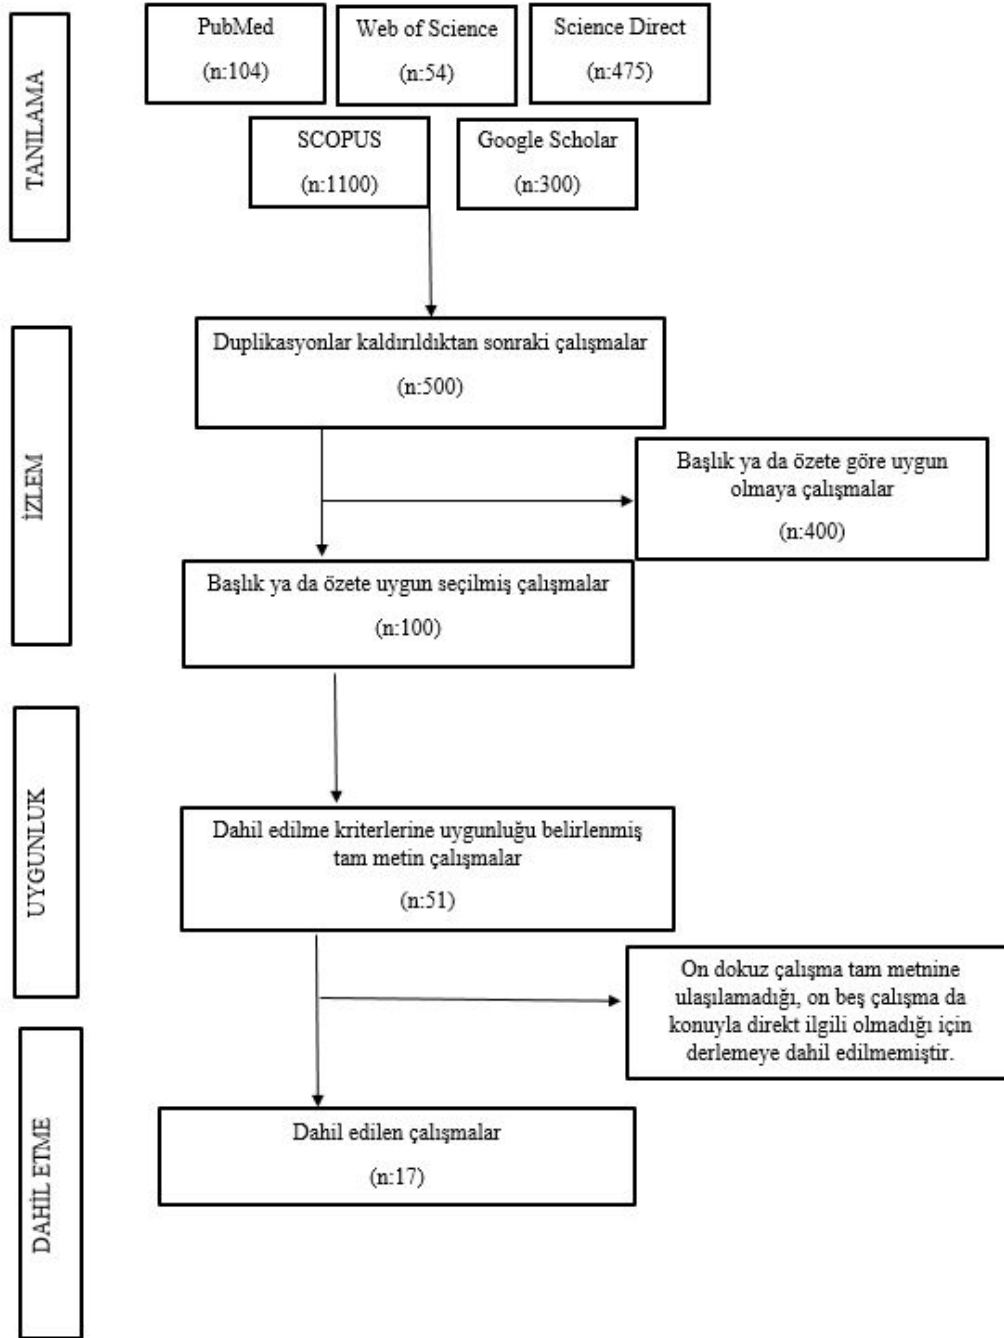 TANILAMA
PubMed
(n:104)
Web of Science
(n:54)
Science Direct
(n:475)
SCOPUS
(n:1100)
Google Scholar
(n:300)
İZLEM
Duplikasyonlar kaldırıldıktan sonraki çalışmalar
(n:500)
Başlık ya da özete göre uygun
olmaya çalışmalar
(n:400)
Başlık ya da özete uygun seçilmiş çalışmalar
(n:100)
UYGUNLUK
Dahil edilme kriterlerine uygunluğu belirlenmiş
tam metin çalışmalar
(n:51)
On dokuz çalışma tam metnine
ulaşılamadığı, on beş çalışma da
konuyla direkt ilgili olmadığı için
derlemeye dahil edilmemiştir.
DAHİL ETME
Dahil edilen çalışmalar
(n:17)